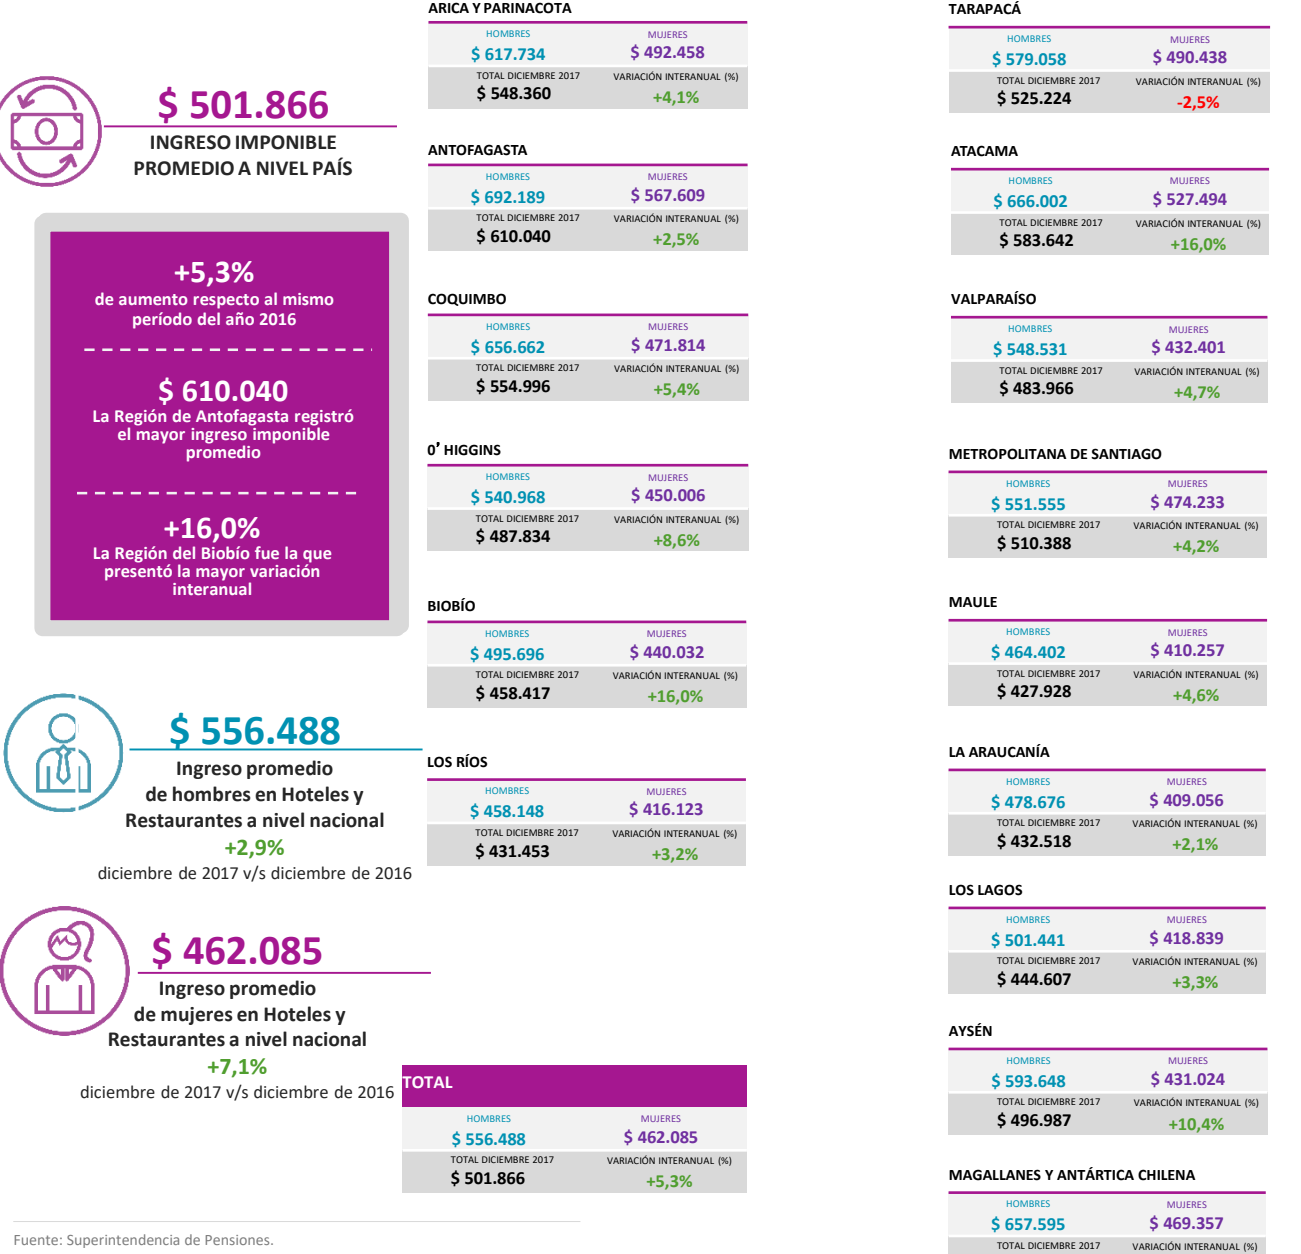 $ 501.866
INGRESO IMPONIBLE
PROMEDIO A NIVEL PAÍS
+5,3%
de aumento respecto al mismo
período del año 2016
$ 610.040
La Región de Antofagasta registró
el mayor ingreso imponible
promedio
+16,0%
La Región del Biobío fue la que
presentó la mayor variación
interanual
$ 556.488
Ingreso promedio
de hombres en Hoteles y
Restaurantes a nivel nacional
+2,9%
diciembre de 2017 v/s diciembre de 2016
$ 462.085
Ingreso promedio
de mujeres en Hoteles y
Restaurantes a nivel nacional
+7,1%
diciembre de 2017 v/s diciembre de 2016
ARICA Y PARINACOTA
HOMBRES MUJERES
$ 617.734 $ 492.458
TOTAL DICIEMBRE 2017 VARIACIÓN INTERANUAL (%)
$ 548.360 +4,1%
ANTOFAGASTA
HOMBRES MUJERES
$ 692.189 $ 567.609
TOTAL DICIEMBRE 2017 VARIACIÓN INTERANUAL (%)
$ 610.040 +2,5%
COQUIMBO
HOMBRES MUJERES
$ 656.662 $ 471.814
TOTAL DICIEMBRE 2017 VARIACIÓN INTERANUAL (%)
$ 554.996 +5,4%
0' HIGGINS
HOMBRES MUJERES
$ 540.968 $ 450.006
TOTAL DICIEMBRE 2017 VARIACIÓN INTERANUAL (%)
$ 487.834 +8,6%
BIOBÍO
HOMBRES MUJERES
$ 495.696 $ 440.032
TOTAL DICIEMBRE 2017 VARIACIÓN INTERANUAL (%)
$ 458.417 +16,0%
LOS RÍOS
HOMBRES MUJERES
$ 458.148 $ 416.123
TOTAL DICIEMBRE 2017 VARIACIÓN INTERANUAL (%)
$ 431.453 +3,2%
TOTAL
HOMBRES MUJERES
$ 556.488 $ 462.085
TOTAL DICIEMBRE 2017 VARIACIÓN INTERANUAL (%)
$ 501.866 +5,3%
TARAPACÁ
HOMBRES MUJERES
$ 579.058 $ 490.438
TOTAL DICIEMBRE 2017 VARIACIÓN INTERANUAL (%)
$ 525.224 -2,5%
ATACAMA
HOMBRES MUJERES
$ 666.002 $ 527.494
TOTAL DICIEMBRE 2017 VARIACIÓN INTERANUAL (%)
$ 583.642 +16,0%
VALPARAÍSO
HOMBRES MUJERES
$ 548.531 $ 432.401
TOTAL DICIEMBRE 2017 VARIACIÓN INTERANUAL (%)
$ 483.966 +4,7%
METROPOLITANA DE SANTIAGO
HOMBRES MUJERES
$ 551.555 $ 474.233
TOTAL DICIEMBRE 2017 VARIACIÓN INTERANUAL (%)
$ 510.388 +4,2%
MAULE
HOMBRES MUJERES
$ 464.402 $ 410.257
TOTAL DICIEMBRE 2017 VARIACIÓN INTERANUAL (%)
$ 427.928 +4,6%
LA ARAUCANÍA
HOMBRES MUJERES
$ 478.676 $ 409.056
TOTAL DICIEMBRE 2017 VARIACIÓN INTERANUAL (%)
$ 432.518 +2,1%
LOS LAGOS
HOMBRES MUJERES
$ 501.441 $ 418.839
TOTAL DICIEMBRE 2017 VARIACIÓN INTERANUAL (%)
$ 444.607 +3,3%
AYSÉN
HOMBRES MUJERES
$ 593.648 $ 431.024
TOTAL DICIEMBRE 2017 VARIACIÓN INTERANUAL (%)
$ 496.987 +10,4%
MAGALLANES Y ANTÁRTICA CHILENA
HOMBRES MUJERES
$ 657.595 $ 469.357
TOTAL DICIEMBRE 2017 VARIACIÓN INTERANUAL (%)
Fuente: Superintendencia de Pensiones.